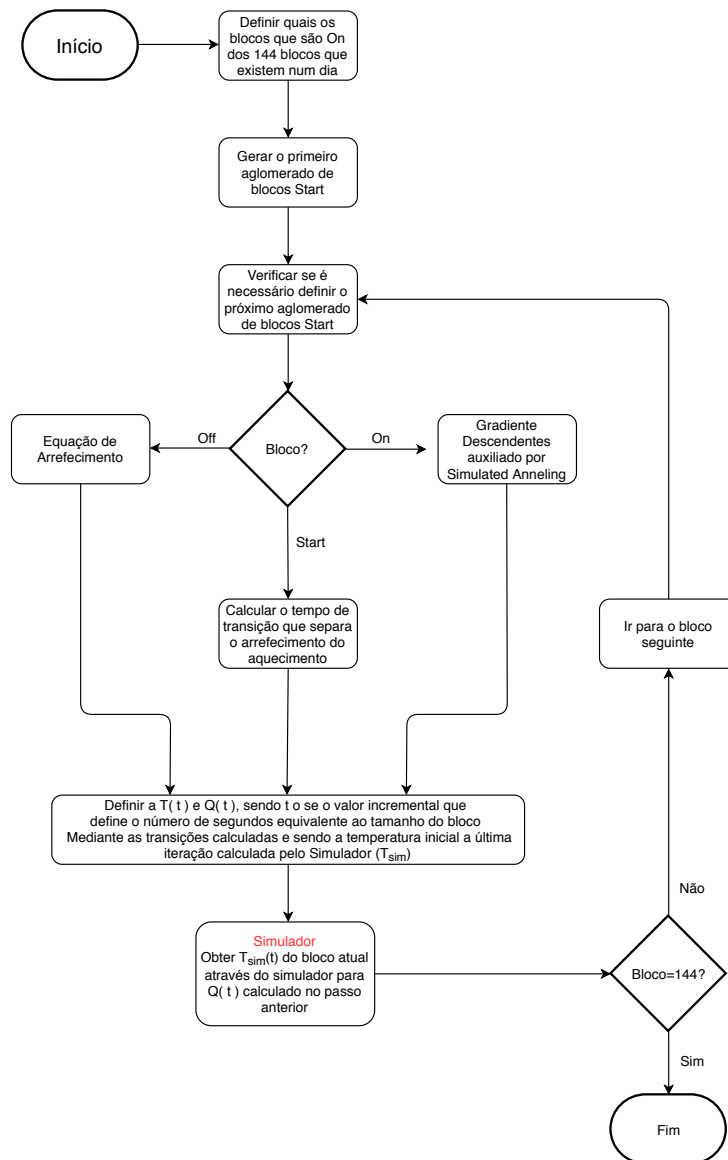 Início
Definir quais os
blocos que são On
dos 144 blocos que
existem num dia
Gerar o primeiro
aglomerado de
blocos Start
Verificar se é
necessário definir o
próximo aglomerado
de blocos Start
Equação de
Arrefecimento
Off
Bloco?
On
Gradiente
Descendentes
auxiliado por
Simulated Anneling
Start
Calcular o tempo de
transição que separa
o arrefecimento do
aquecimento
Ir para o bloco
seguinte
Definir a T( t ) e Q( t ), sendo t o se o valor incremental que
define o número de segundos equivalente ao tamanho do bloco
Mediante as transições calculadas e sendo a temperatura inicial a última
iteração calculada pelo Simulador (Tsim)
Não
Simulador
Obter Tsim(t) do bloco atual
através do simulador para
Q( t ) calculado no passo
anterior
Bloco=144?
Sim
Fim